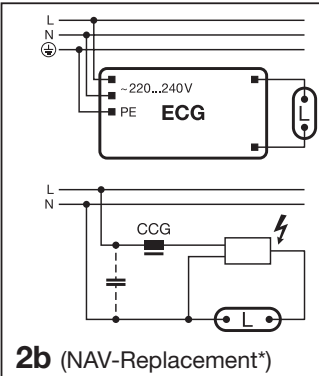 L
N
~220...240V
PE ECG
L
L
N
CCG
L
2b (NAV-Replacement*)